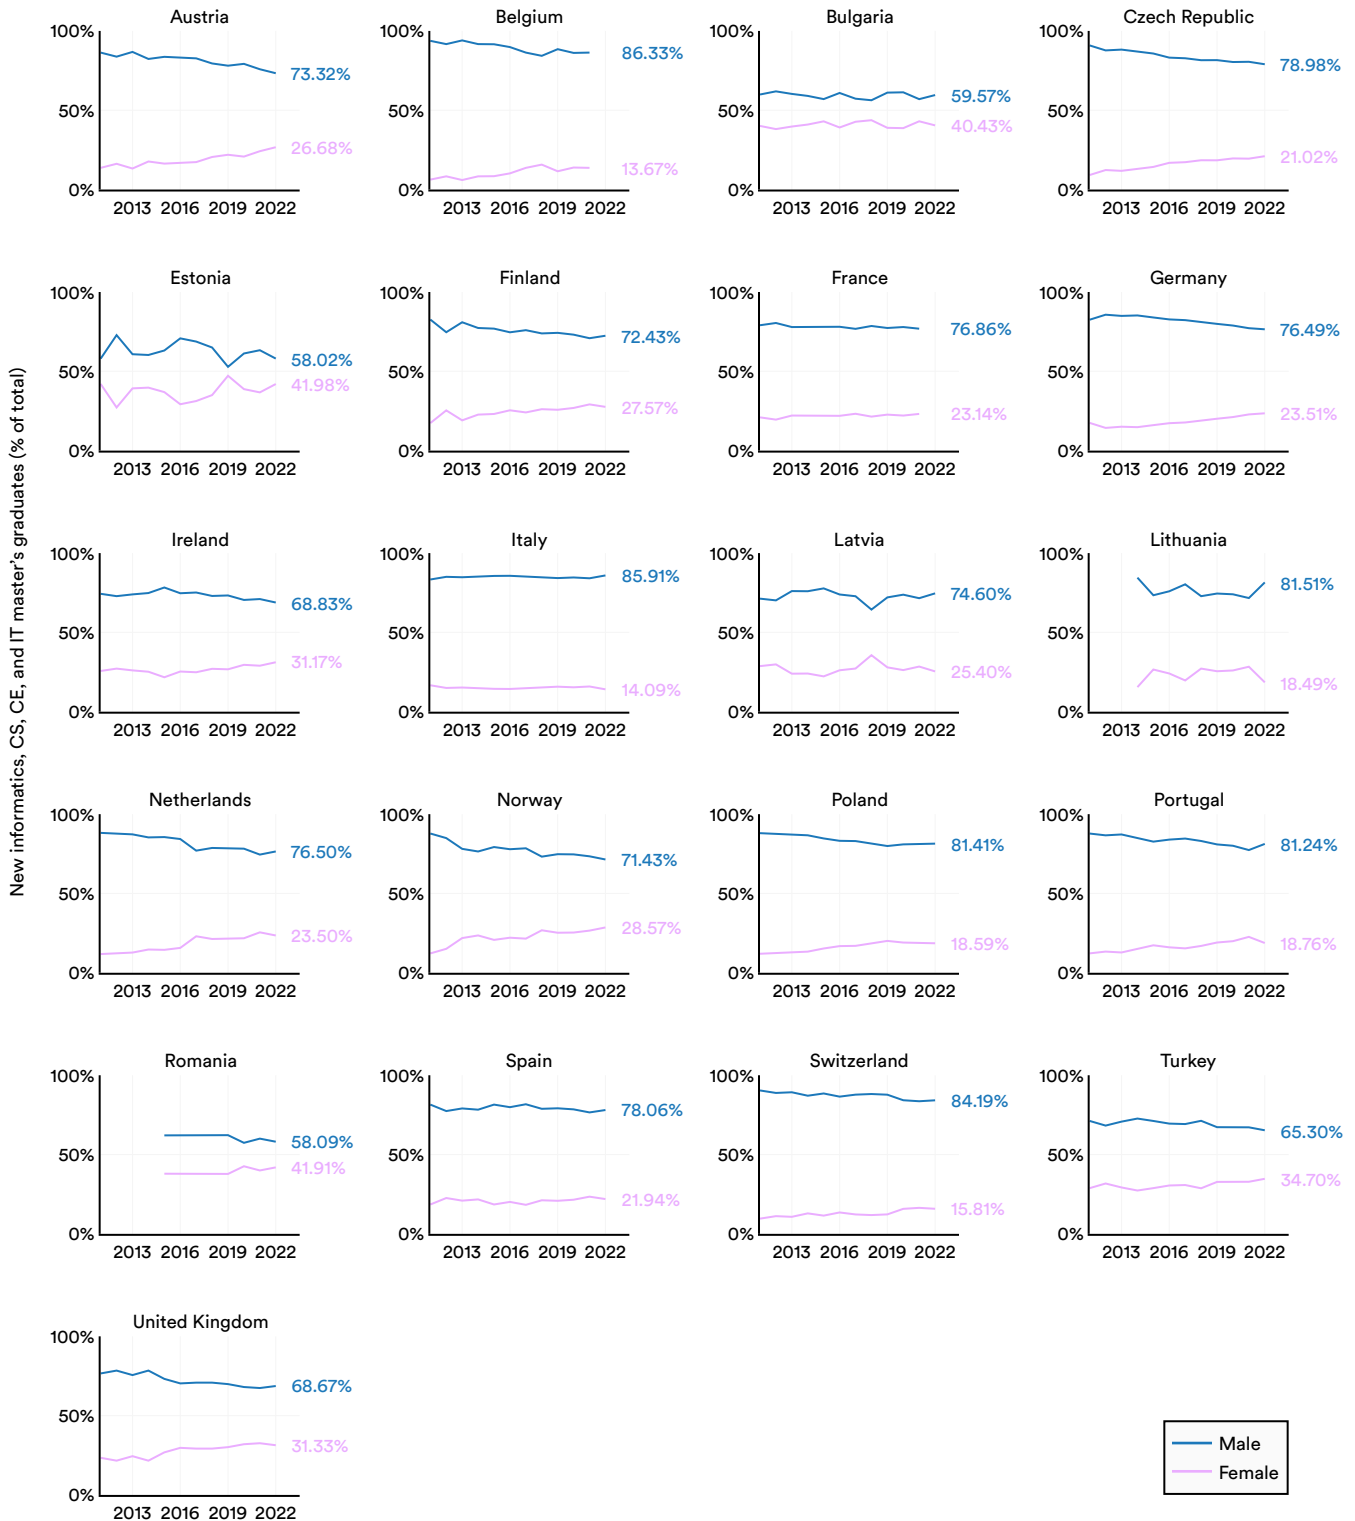 New informatics, CS, CE, and IT master's graduates (% of total)
Austria
100%
50%
0%
73.32%
26.68%
2013 2016 2019 2022
Belgium
100%
50%
0%
86.33%
13.67%
2013 2016 2019 2022
Bulgaria
100%
50%
0%
59.57%
40.43%
2013 2016 2019 2022
Czech Republic
100%
50%
0%
78.98%
21.02%
2013 2016 2019 2022
Estonia
100%
50%
0%
58.02%
41.98%
2013 2016 2019 2022
Finland
100%
50%
0%
72.43%
27.57%
2013 2016 2019 2022
France
100%
50%
0%
76.86%
23.14%
2013 2016 2019 2022
Germany
100%
50%
0%
76.49%
23.51%
2013 2016 2019 2022
Ireland
100%
50%
0%
68.83%
31.17%
2013 2016 2019 2022
Italy
100%
50%
0%
85.91%
14.09%
2013 2016 2019 2022
Latvia
100%
50%
0%
74.60%
25.40%
2013 2016 2019 2022
Lithuania
100%
50%
0%
81.51%
18.49%
2013 2016 2019 2022
Netherlands
100%
50%
0%
76.50%
23.50%
2013 2016 2019 2022
Norway
100%
50%
0%
71.43%
28.57%
2013 2016 2019 2022
Poland
100%
50%
0%
81.41%
18.59%
2013 2016 2019 2022
Portugal
100%
50%
0%
81.24%
18.76%
2013 2016 2019 2022
Romania
100%
50%
0%
58.09%
41.91%
2013 2016 2019 2022
Spain
100%
50%
0%
78.06%
21.94%
2013 2016 2019 2022
Switzerland
100%
50%
0%
84.19%
15.81%
2013 2016 2019 2022
Turkey
100%
50%
0%
65.30%
34.70%
2013 2016 2019 2022
United Kingdom
100%
50%
0%
68.67%
31.33%
2013 2016 2019 2022
Male
Female